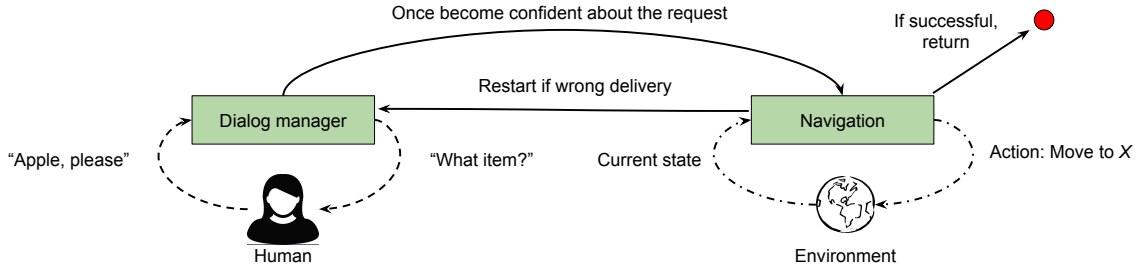 Once become confident about the request
If successful,
return
Restart if wrong delivery
Dialog manager
Navigation
“Apple, please”
“What item?”
Current state
Action: Move to X
Human
Environment